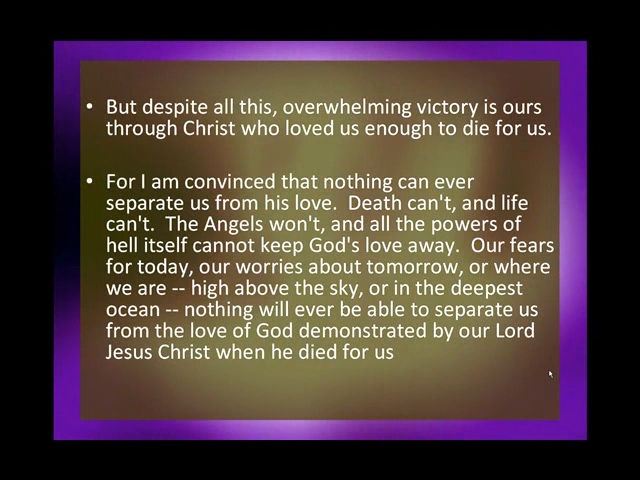 • But despite all this, overwhelming victory is ours
through Christ who loved us enough to die for us.
• For I am convinced that nothing can ever
separate us from his love.  Death can't, and life
can't.  The Angels won't, and all the powers of
hell itself cannot keep God's love away.  Our fears
for today, our worries about tomorrow, or where
we are -- high above the sky, or in the deepest
ocean -- nothing will ever be able to separate us
from the love of God demonstrated by our Lord
Jesus Christ when he died for us